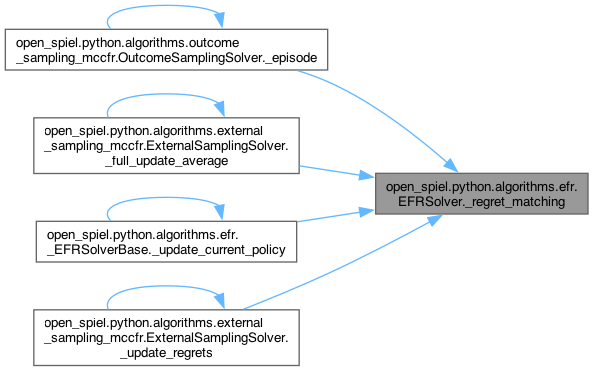 open_spiel.python.algorithms.outcome
_sampling_mccfr.OutcomeSamplingSolver._episode
open_spiel.python.algorithms.external
_sampling_mccfr.ExternalSamplingSolver.
_full_update_average
open_spiel.python.algorithms.efr.
EFRSolver._regret_matching
open_spiel.python.algorithms.efr.
_EFRSolverBase._update_current_policy
open_spiel.python.algorithms.external
_sampling_mccfr.ExternalSamplingSolver.
_update_regrets